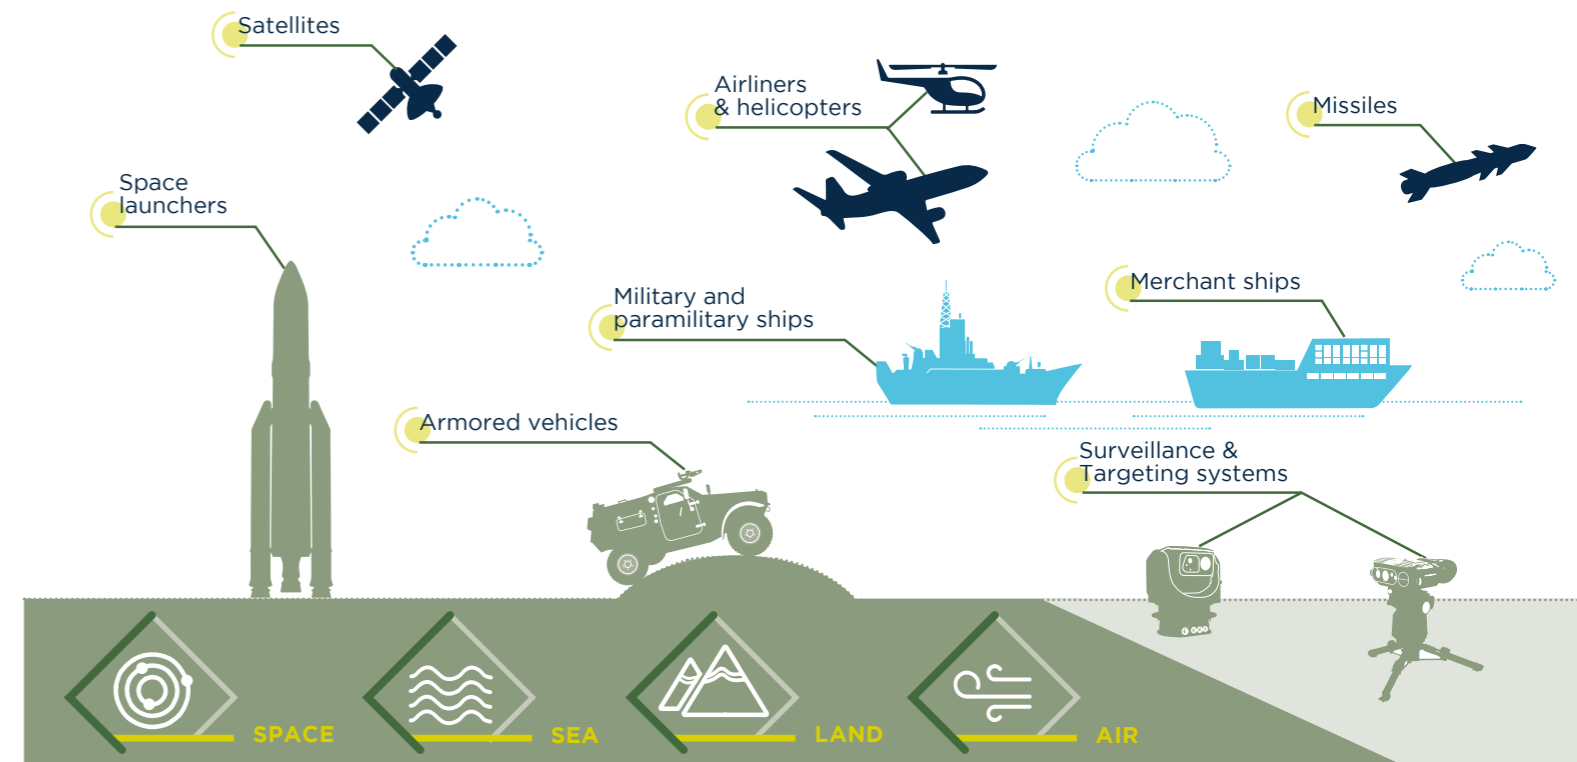 Satellites
Airliners
& helicopters
Missiles
Space
launchers
Military and
paramilitary ships
Merchant ships
Armored vehicles
Surveillance &
Targeting systems
SPACE
SEA
LAND
AIR